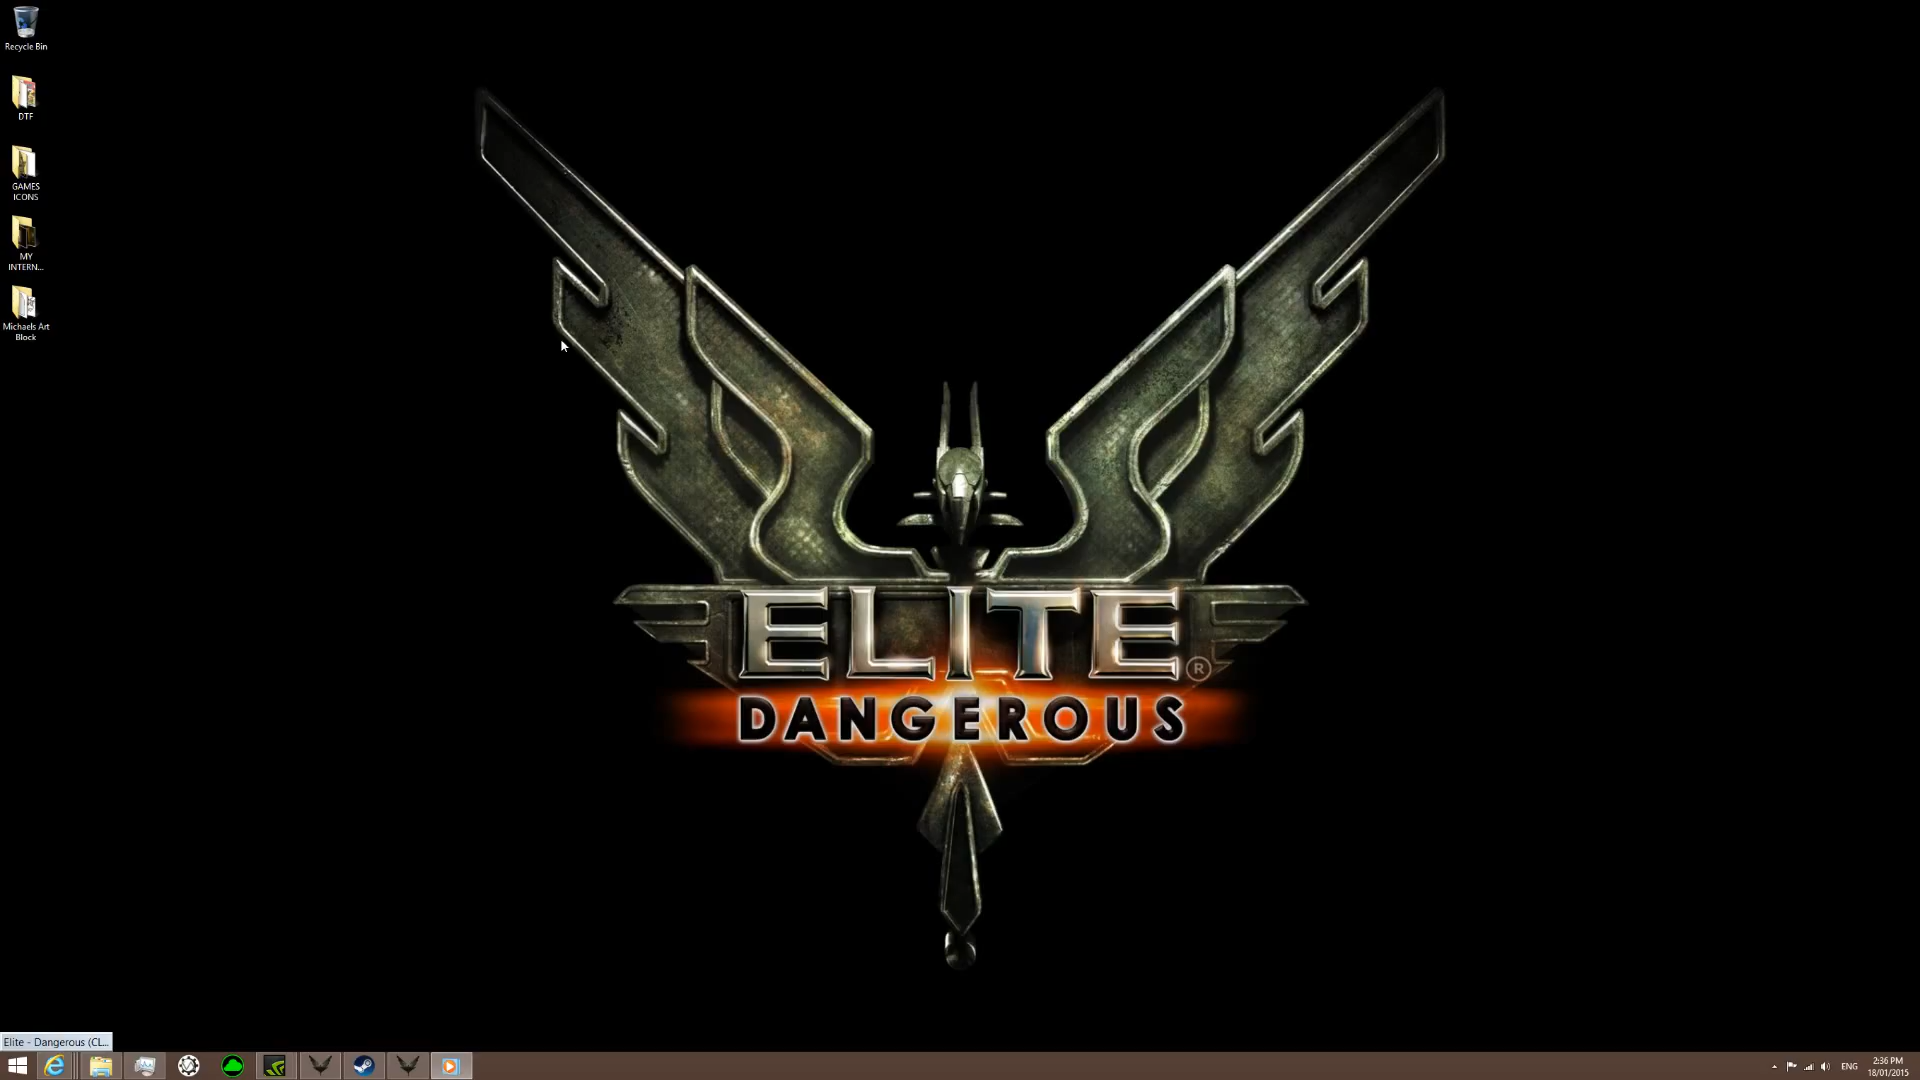 Recycle Bin
DTF
GAMES
ICONS
MY
INTERN...
Michaels Art
Block
ELITE ®
DANGEROUS
Elite - Dangerous (CL...
ENG
2:36 PM
18/01/2015